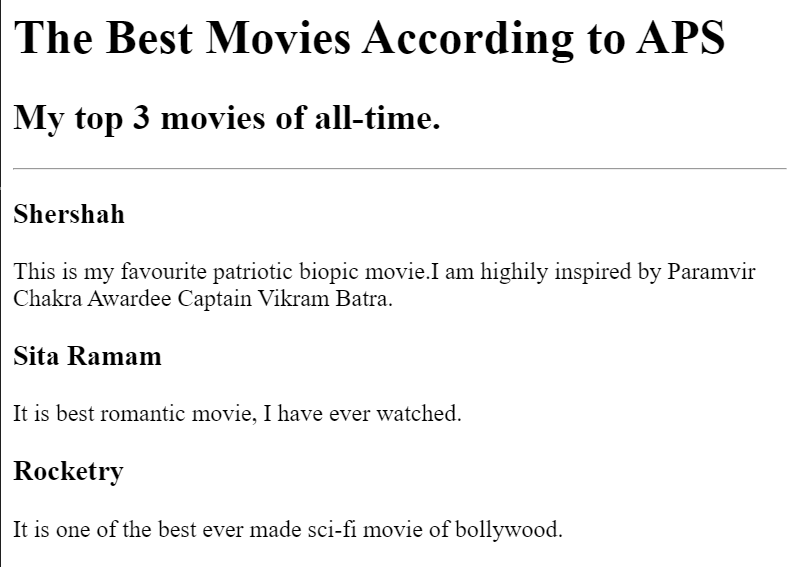 The Best Movies According to APS
My top 3 movies of all-time.
Shershah
This is my favourite patriotic biopic movie.I am highily inspired by Paramvir
Chakra Awardee Captain Vikram Batra.
Sita Ramam
It is best romantic movie, I have ever watched.
Rocketry
It is one of the best ever made sci-fi movie of bollywood.